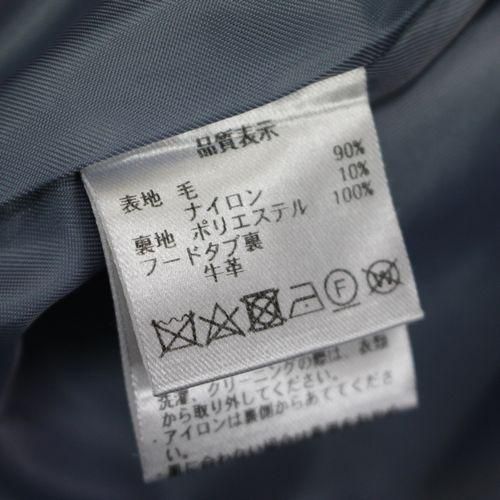 品質表示
表地 毛 90%
ナイロン 10%
裏地 ポリエステル 100%
フードタブ裏
牛革
F W
洗濯、クリーニングの際は、衣類
から取り外してください。
アイロンは裏側からあててくださ
い。